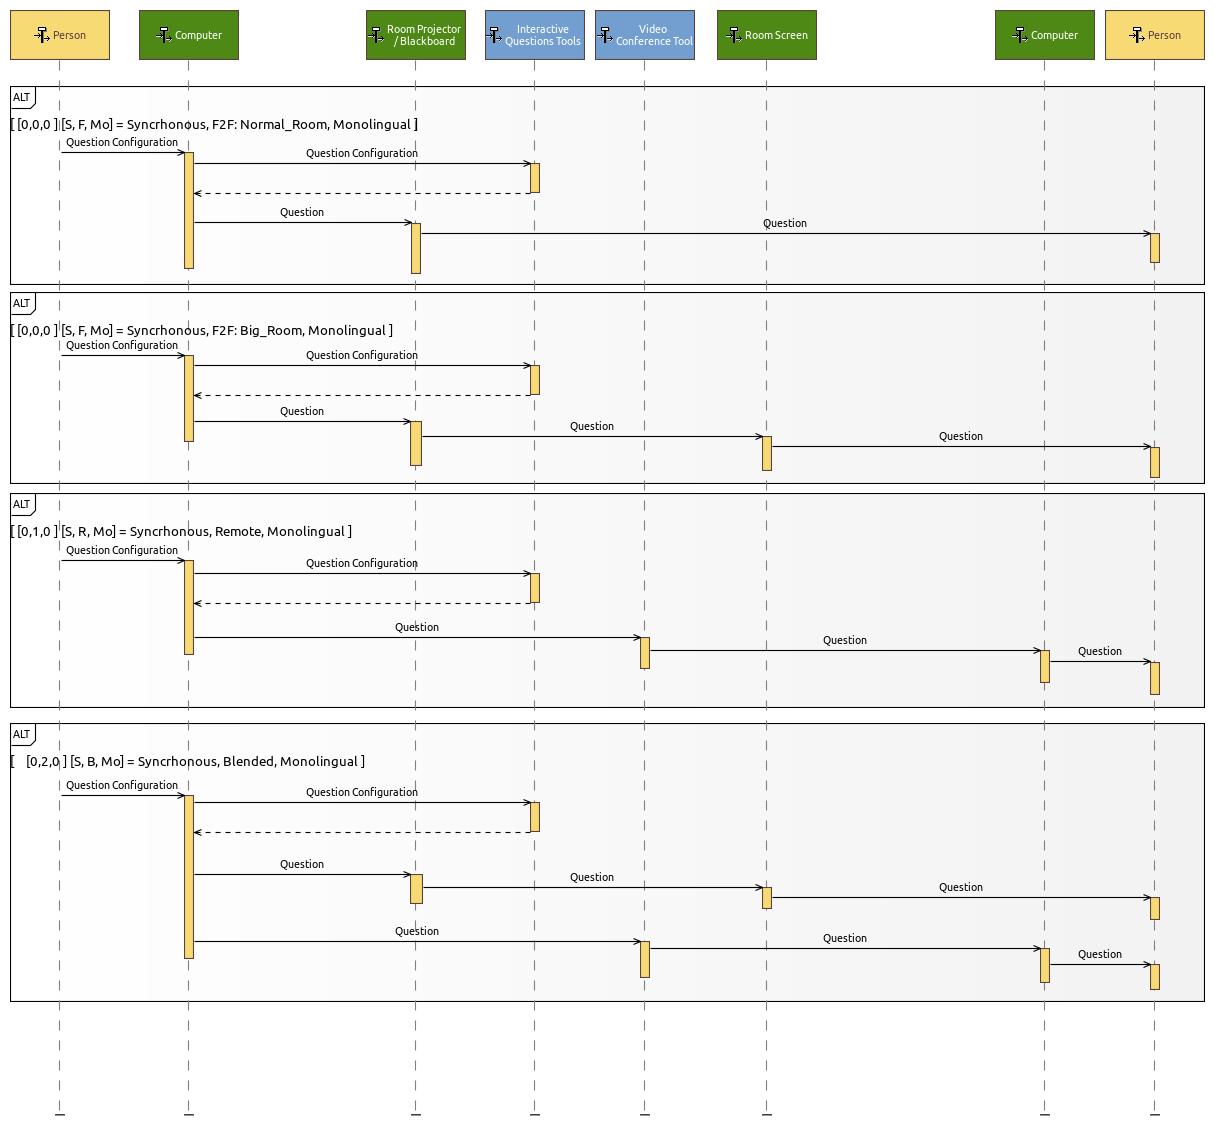 Person
Computer
Room Projector
/ Blackboard
Interactive
Questions Tools
Video
Conference Tool
Room Screen
Computer
Person
ALT
[ [0,0,0 ] [S, F, Mo] = Syncrhonous, F2F: Normal_Room, Monolingual ]
Question Configuration
Question Configuration
Question
Question
ALT
[ [0,0,0 ] [S, F, Mo] = Syncrhonous, F2F: Big_Room, Monolingual ]
Question Configuration
Question Configuration
Question
Question
Question
ALT
[ [0,1,0 ] [S, R, Mo] = Syncrhonous, Remote, Monolingual ]
Question Configuration
Question Configuration
Question
Question
Question
ALT
[ [0,2,0 ] [S, B, Mo] = Syncrhonous, Blended, Monolingual ]
Question Configuration
Question Configuration
Question
Question
Question
Question
Question
Question